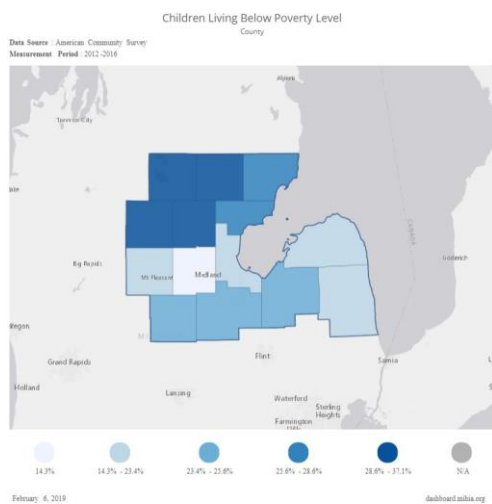 Children Living Below Poverty Level
County
Data Source : American Community Survey
Measurement Period : 2012 -2016
Alpena
Traverse City
Big Rapids
Mt Pleasant
Midland
Goderich
CANADA
Grand Rapids
Flint
Sarnia
Holland
Lansing
Waterford
Sterling
Heights
Farmington
Hills
14.3%
14.3% - 23.4%
23.4% - 25.6%
25.6% - 28.6%
28.6% - 37.1%
N/A
February 6, 2019
dashboard.mihia.org